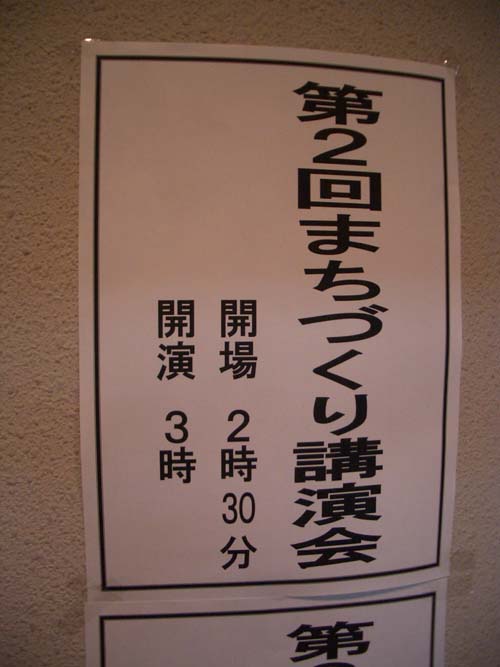 第2回まちづくり講演会
開場 2時30分
開演 3時
第2